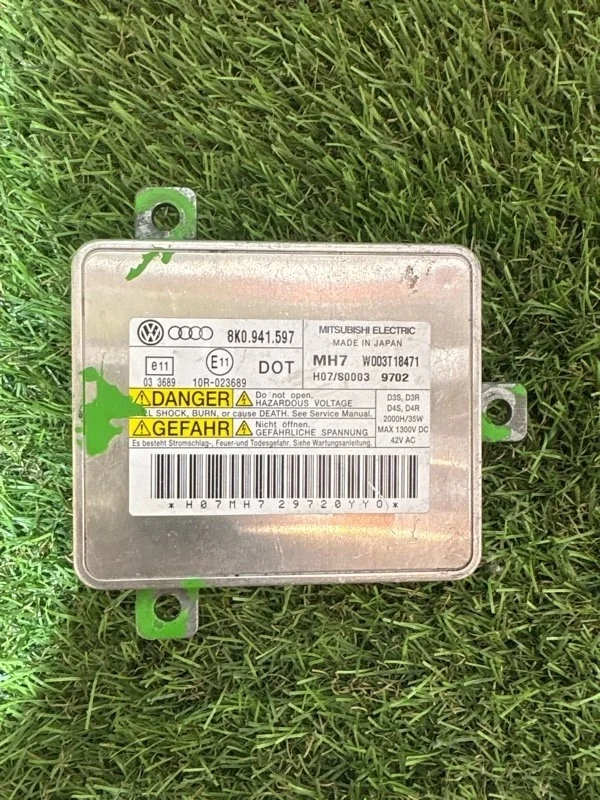 8K0.941.597
MITSUBISHI ELECTRIC
MADE IN JAPAN
e11
E11
DOT
MH7 W003T18471
03 3689 10R-023689
H07/S0003 9702
DANGER
Do not open.
HAZARDOUS VOLTAGE
SHOCK, BURN, or cause DEATH. See Service Manual.
GEFAHR
Nicht öffnen.
GEFÄHRLICHE SPANNUNG
Es besteht Stromschlag-, Feuer-und Todesgefahr. Siehe Wartungsanleitung.
D3S, D3R
D4S, D4R
2000H/35W
MAX 1300V DC
42V AC
*H07MH729720YYO*